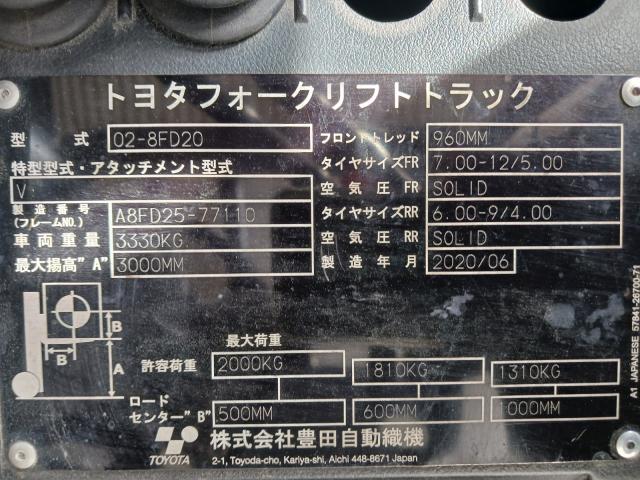 トヨタフォークリフトトラック
型 式 02-8FD20 フロントトレッド 960MM
特型型式・アタッチメント型式 タイヤサイズFR 7.00-12/5.00
V 空気圧FR SOLID
製造番号 (フレームNO.) A8FD25-77110 タイヤサイズRR 6.00-9/4.00
車両重量 3330KG 空気圧RR SOLID
最大揚高"A" 3000MM 製造年月 2020/06
B
B
A
最大荷重
許容荷重 2000KG 1810KG 1310KG
ロード
センター"B" 500MM 600MM 1000MM
TOYOTA 株式会社豊田自動織機
2-1, Toyoda-cho, Kariya-shi, Aichi 448-8671 Japan
A1 JAPANESE 57841-26700-71